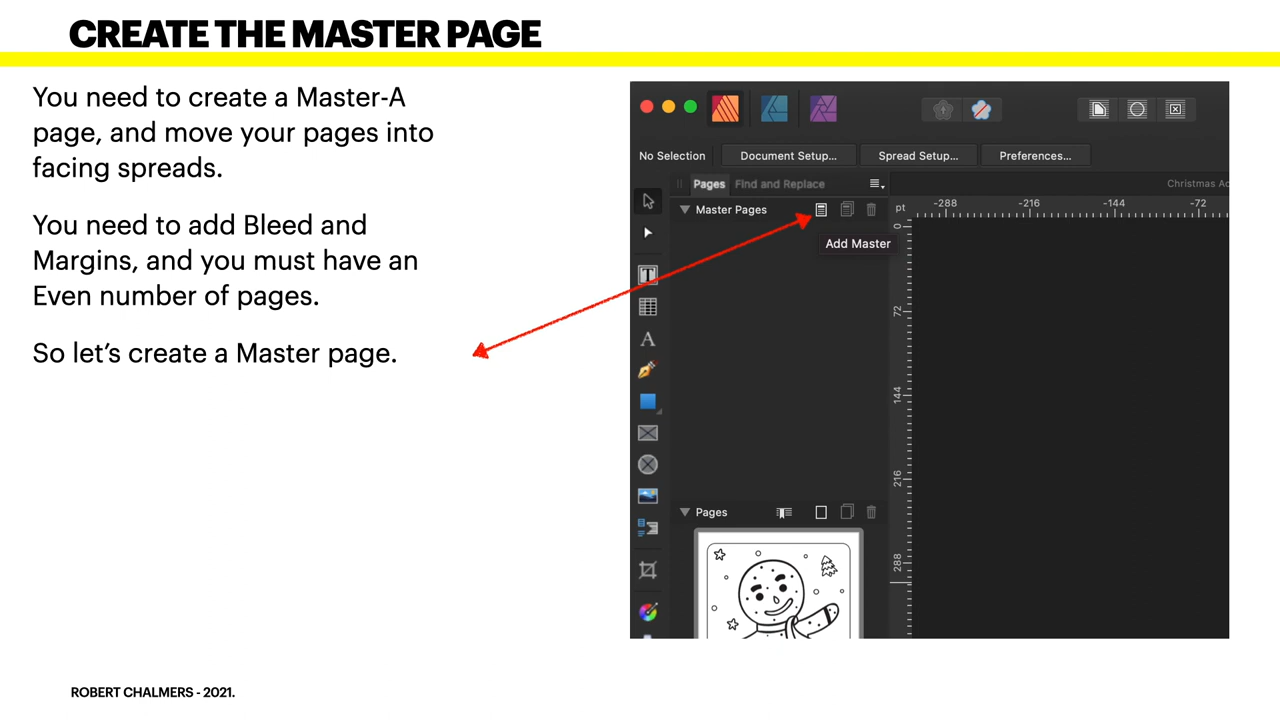 CREATE THE MASTER PAGE
You need to create a Master-A
page, and move your pages into
facing spreads.
You need to add Bleed and
Margins, and you must have an
Even number of pages.
So let's create a Master page.
No Selection
Document Setup...
Spread Setup...
Preferences...
Pages
Find and Replace
Christmas Ac
Master Pages
pt
-288
-216
-144
-72
Add Master
0
72
144
216
288
T
A
Pages
ROBERT CHALMERS - 2021.